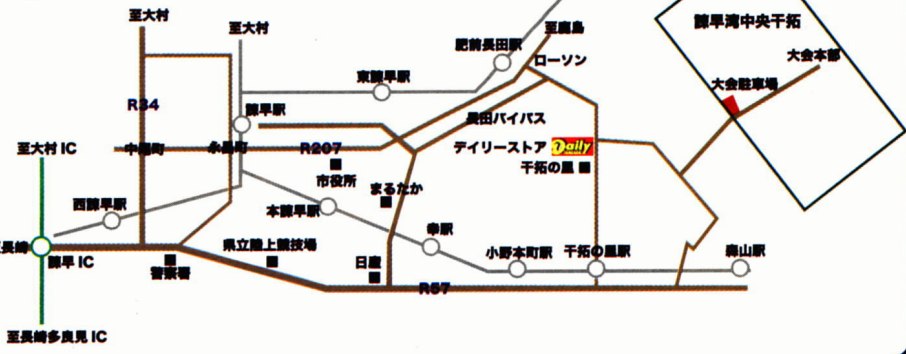 至大村
至大村
諫早湾中央干拓
至鹿島
肥前長田駅
大会本部
ローソン
東諫早駅
大会駐車場
R34
諫早駅
長田バイパス
至大村 IC
中尾町
永昌町
R207
デイリーストア
Daily
市役所
干拓の里
まるたか
西諫早駅
本諫早駅
幸駅
至長崎
県立陸上競技場
小野本町駅
干拓の里駅
森山駅
諫早 IC
警察署
日産
R57
至長崎多良見 IC